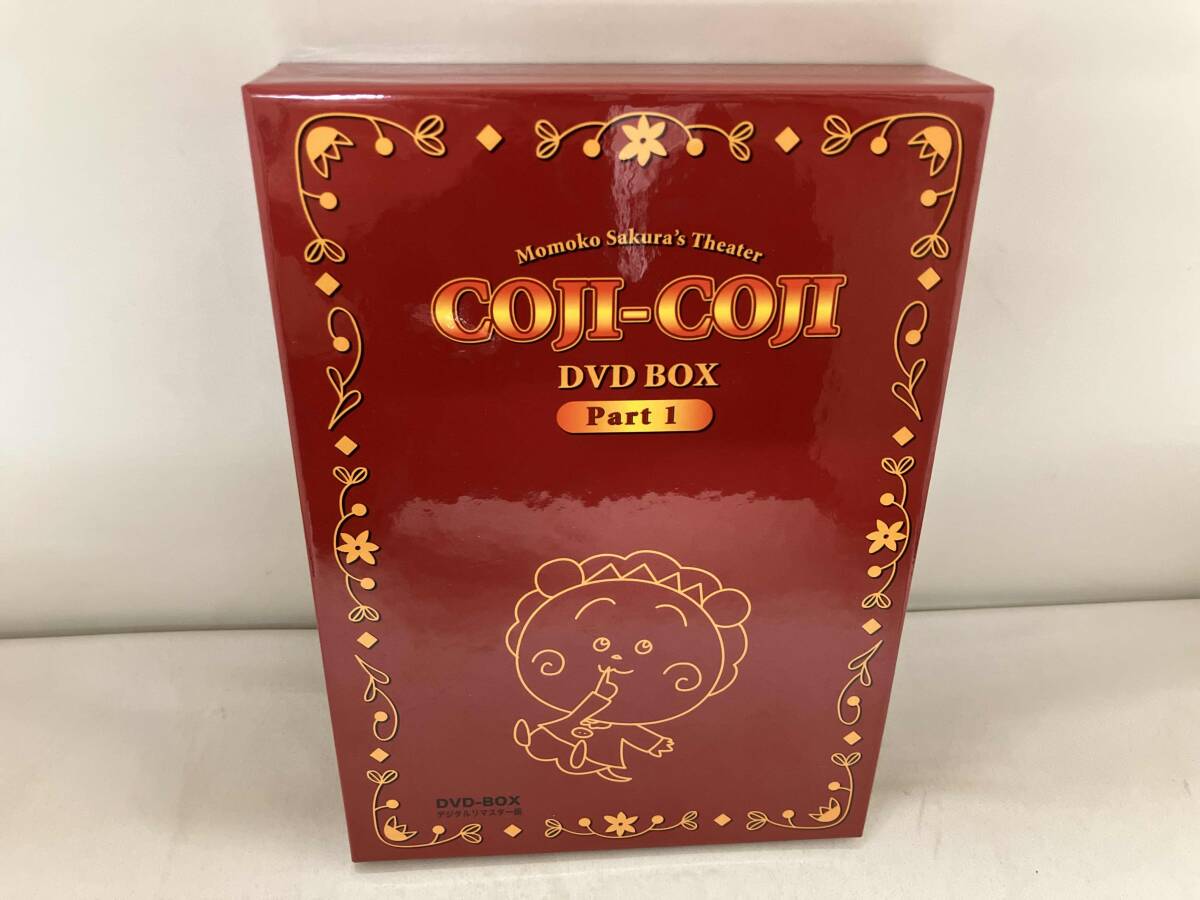 Momoko Sakura's Theater
COJI-COJI
DVD BOX
Part 1
DVD-BOX
デジタルリマスター版